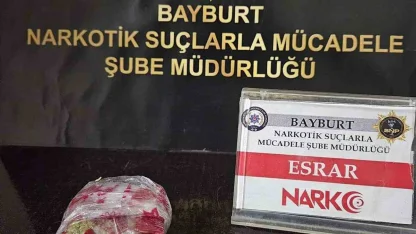 BAYBURT
NARKOTİK SUÇLARLA MÜCADELE
ŞUBE MÜDÜRLÜĞÜ
BAYBURT
NARKOTİK SUÇLARLA
MÜCADELE ŞUBE MÜDÜRLÜĞÜ
ESRAR
NARKO